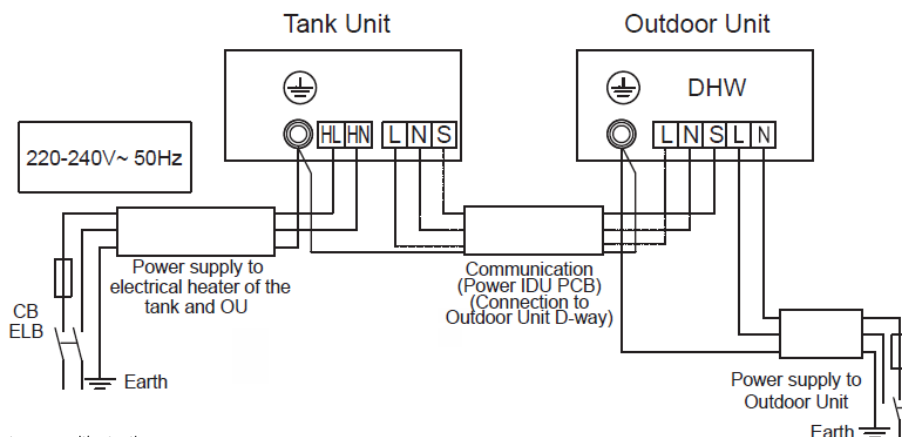 Tank Unit
Outdoor Unit
DHW
HL HN L N S
L N S L N
220-240V~ 50Hz
Power supply to
electrical heater of the
tank and OU
Communication
(Power IDU PCB)
(Connection to
Outdoor Unit D-way)
CB
ELB
Earth
Power supply to
Outdoor Unit
Earth